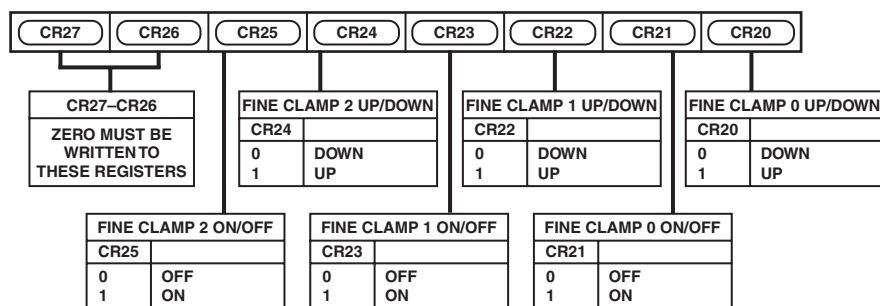 CR27 CR26 CR25 CR24 CR23 CR22 CR21 CR20
CR27–CR26
ZERO MUST BE
WRITTEN TO
THESE REGISTERS
FINE CLAMP 2 UP/DOWN
CR24
0 DOWN
1 UP
FINE CLAMP 1 UP/DOWN
CR22
0 DOWN
1 UP
FINE CLAMP 0 UP/DOWN
CR20
0 DOWN
1 UP
FINE CLAMP 2 ON/OFF
CR25
0 OFF
1 ON
FINE CLAMP 1 ON/OFF
CR23
0 OFF
1 ON
FINE CLAMP 0 ON/OFF
CR21
0 OFF
1 ON